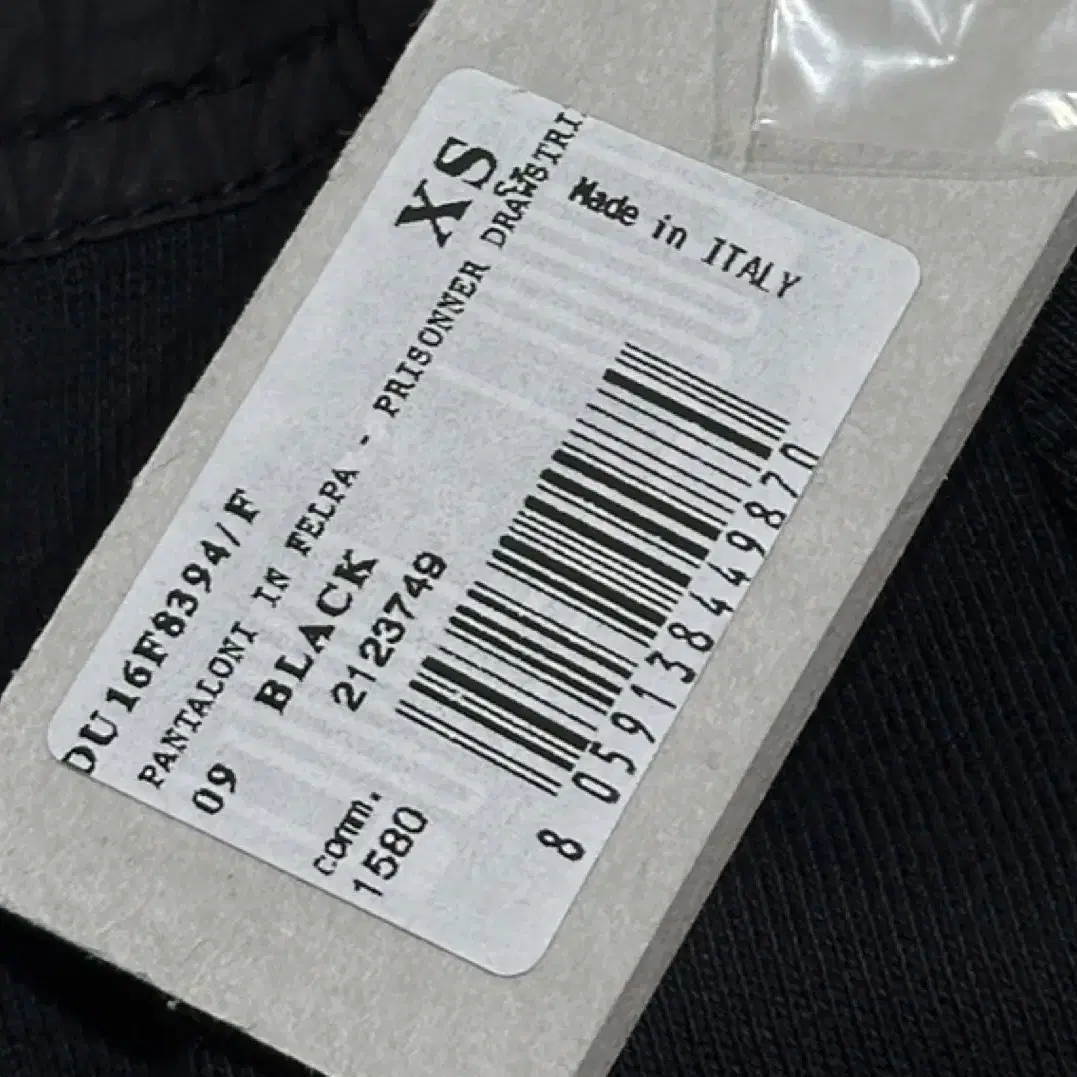 XS
DU16F8394/F
PANTALONI IN FELPA - PRISONNER DRAWSTRI
09 BLACK
2123749
Made in ITALY
comm.
1580
8 059138 449870